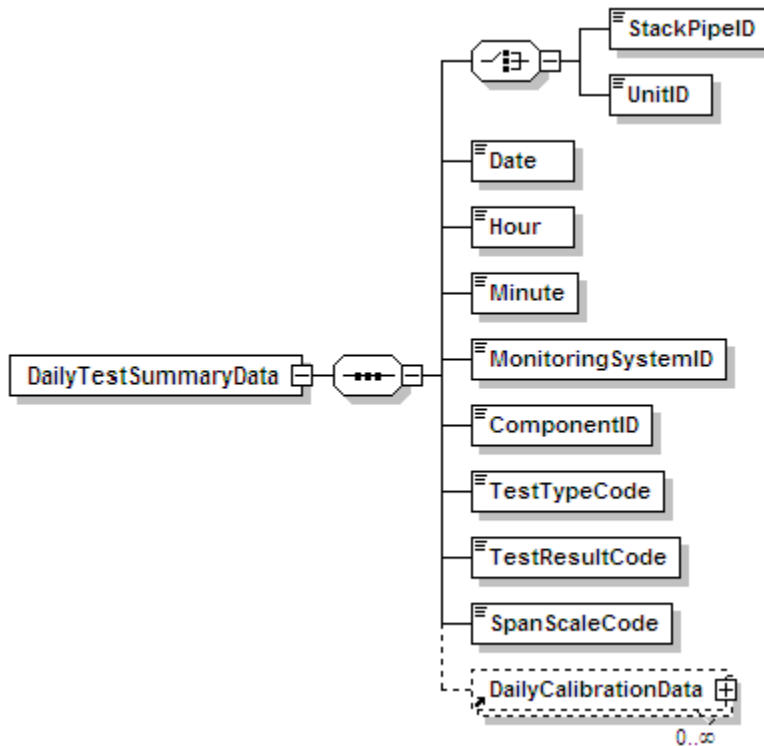 StackPipeID
UnitID
Date
Hour
Minute
MonitoringSystemID
DailyTestSummaryData
ComponentID
TestTypeCode
TestResultCode
SpanScaleCode
DailyCalibrationData
0..∞